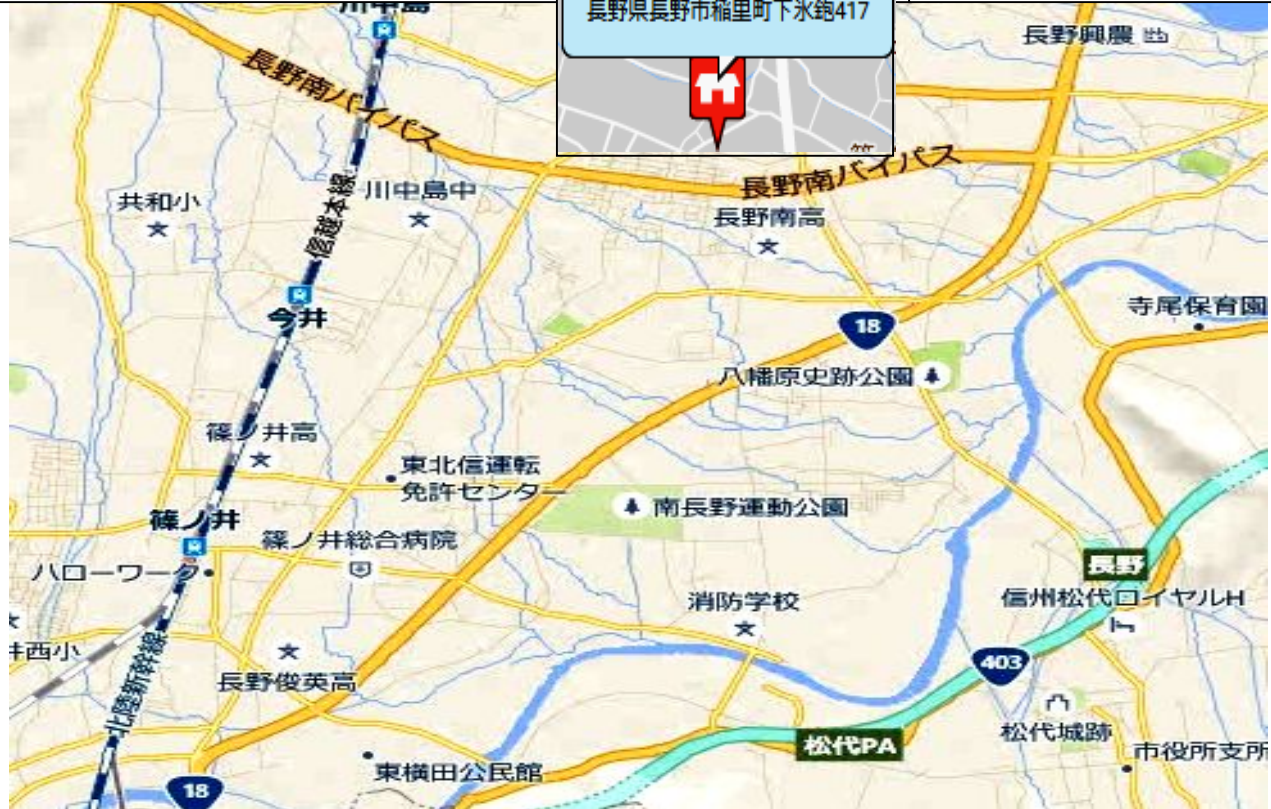 川中島
長野県長野市稲里町下氷鉋417
長野興農
長野南バイパス
長野南バイパス
共和小
川中島中
信越本線
長野南高
今井
寺尾保育園
18
八幡原史跡公園
篠ノ井高
東北信運転
免許センター
南長野運動公園
篠ノ井
篠ノ井総合病院
ハローワーク
長野
消防学校
信州松代ロイヤルH
井西小
403
長野俊英高
北陸新幹線
松代城跡
松代PA
市役所支所
東横田公民館
18